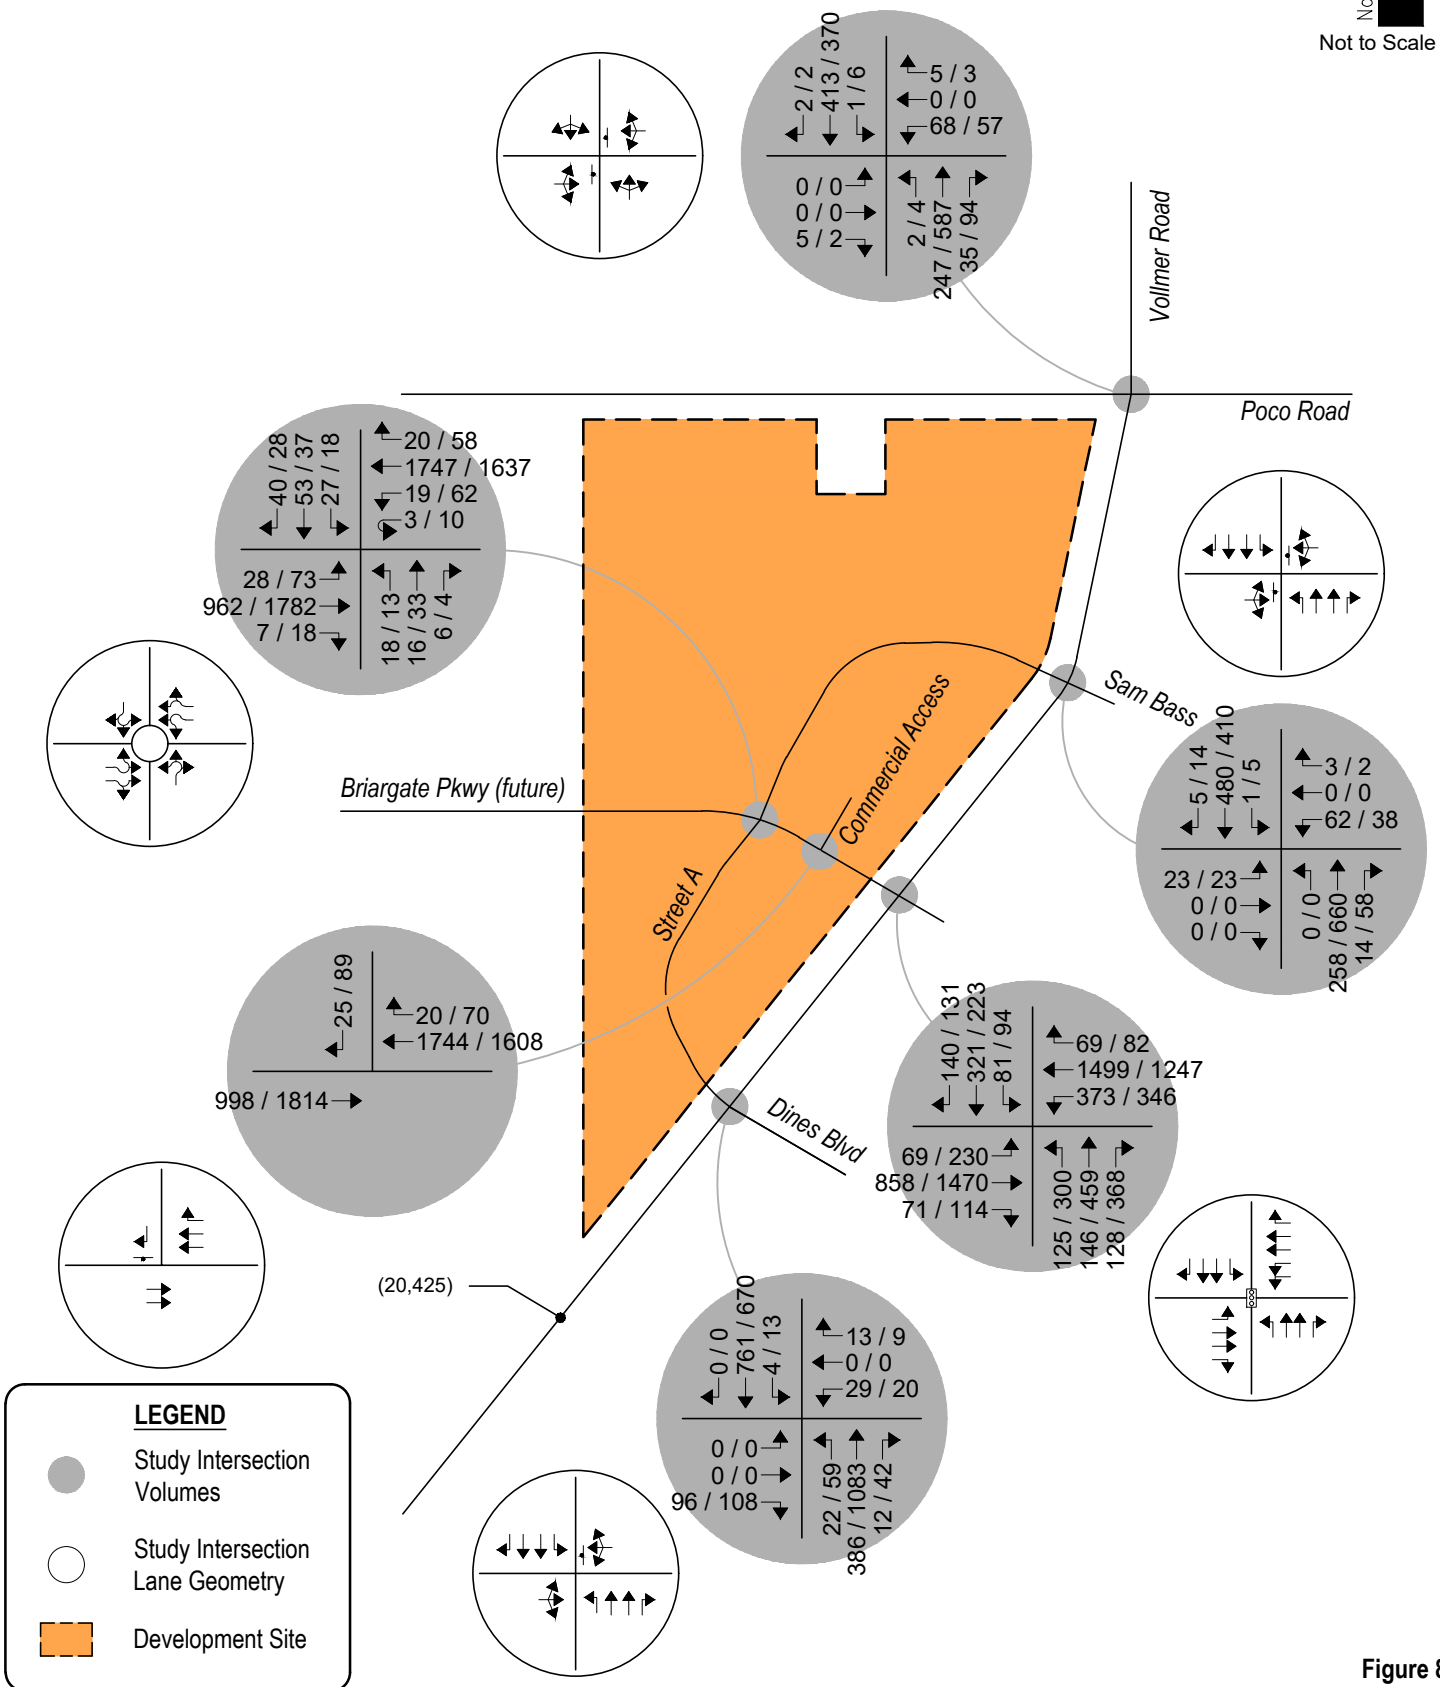 Not to Scale
2 / 2
413 / 370
1 / 6
5 / 3
0 / 0
68 / 57
0 / 0
0 / 0
5 / 2
2 / 4
247 / 587
35 / 94
Vollmer Road
Poco Road
40 / 28
53 / 37
27 / 18
20 / 58
1747 / 1637
19 / 62
3 / 10
28 / 73
962 / 1782
7 / 18
18 / 13
16 / 33
6 / 4
Sam Bass
Commercial Access
Briargate Pkwy (future)
Street A
5 / 14
480 / 410
1 / 5
3 / 2
0 / 0
62 / 38
23 / 23
0 / 0
0 / 0
0 / 0
258 / 660
14 / 58
25 / 89
20 / 70
1744 / 1608
998 / 1814
140 / 131
321 / 223
81 / 94
69 / 82
1499 / 1247
373 / 346
69 / 230
858 / 1470
71 / 114
125 / 300
146 / 459
128 / 368
Dines Blvd
(20,425)
0 / 0
761 / 670
4 / 13
13 / 9
0 / 0
29 / 20
0 / 0
0 / 0
96 / 108
22 / 59
386 / 1083
12 / 42
LEGEND
Study Intersection
Volumes
Study Intersection
Lane Geometry
Development Site
Figure 8